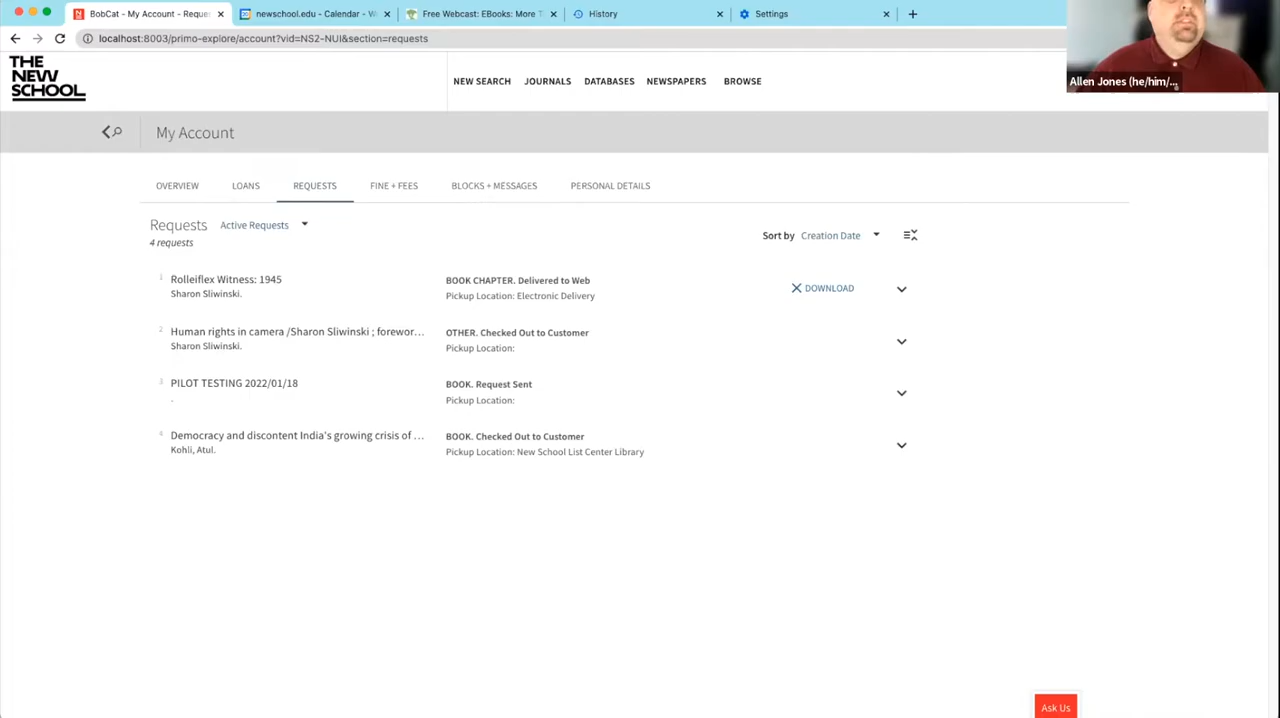 BobCat - My Account - Reques
newschool.edu - Calendar - W
Free Webcast: EBooks: More T
History
Settings
localhost:8003/primo-explore/account?vid=NS2-NUI&section=requests
Allen Jones (he/him/...
THE
NEW
SCHOOL
NEW SEARCH JOURNALS DATABASES NEWSPAPERS BROWSE
My Account
OVERVIEW LOANS REQUESTS FINE + FEES BLOCKS + MESSAGES PERSONAL DETAILS
Requests Active Requests
4 requests
Sort by Creation Date
1 Rolleiflex Witness: 1945
Sharon Sliwinski.
BOOK CHAPTER. Delivered to Web
Pickup Location: Electronic Delivery
DOWNLOAD
2 Human rights in camera /Sharon Sliwinski ; forewor...
Sharon Sliwinski.
OTHER. Checked Out to Customer
Pickup Location:
3 PILOT TESTING 2022/01/18
.
BOOK. Request Sent
Pickup Location:
4 Democracy and discontent India's growing crisis of ...
Kohli, Atul.
BOOK. Checked Out to Customer
Pickup Location: New School List Center Library
Ask Us